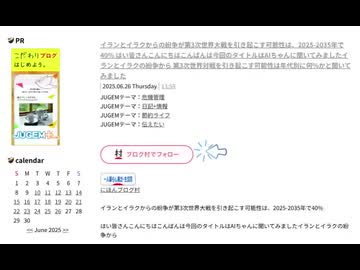 PR
こだわりブログ
はじめよう。
JUGEM+
calendar
S M T W T F S
1 2 3 4 5 6 7
8 9 10 11 12 13 14
15 16 17 18 19 20 21
22 23 24 25 26 27 28
29 30
<< June 2025 >>
イランとイラクからの紛争が第3次世界大戦を引き起こす可能性は、2025-2035年で
40% はい皆さんこんにちはこんばんは今回のタイトルはAIちゃんに聞いてみましたイ
ランとイラクの紛争から 第3次世界対戦を引き起こす可能性は年代別に何%かと聞いて
みました
2025.06.26 Thursday
JUGEMテーマ：危機管理
JUGEMテーマ：日記+情報
JUGEMテーマ：節約ライフ
JUGEMテーマ：伝えたい
村 ブログ村でフォロー
にほんブログ村
イランとイラクからの紛争が第3次世界大戦を引き起こす可能性は、2025-2035年で40%
はい皆さんこんにちはこんばんは今回のタイトルはAIちゃんに聞いてみましたイランとイラクの紛
争から